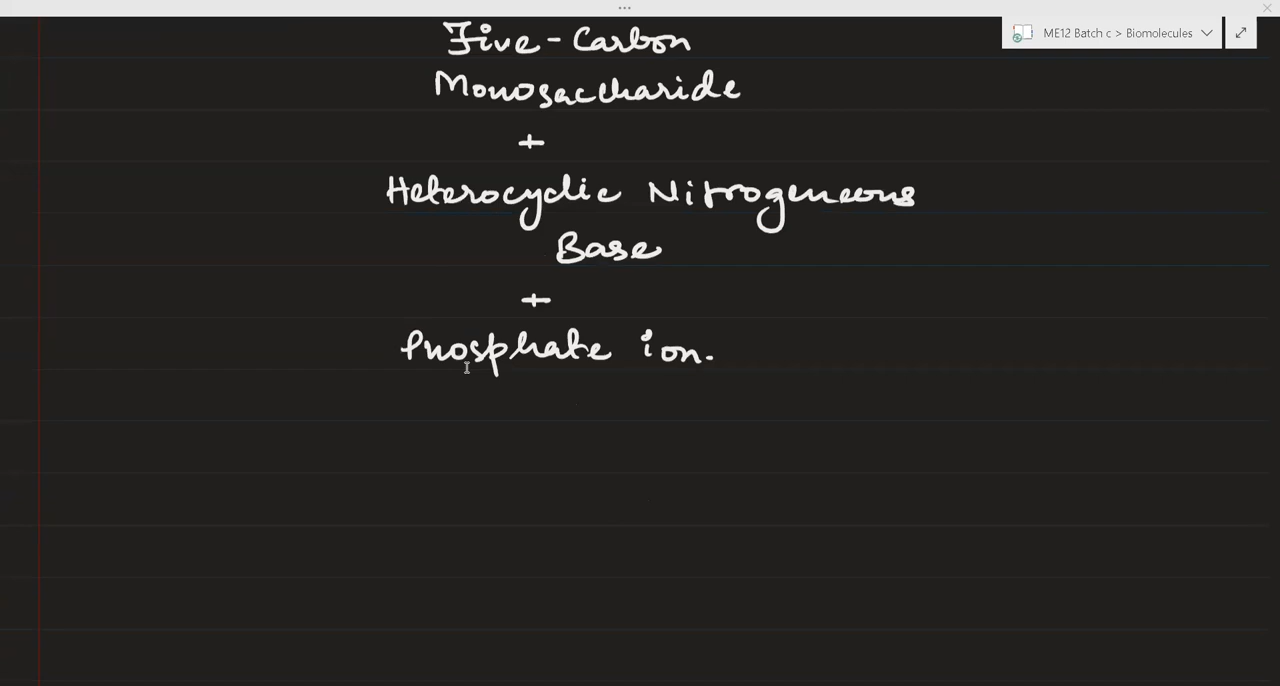 ME12 Batch c > Biomolecules
Five-Carbon
Monosaccharide
+
Heterocyclic Nitrogeneous
Base
+
Phosphate ion.